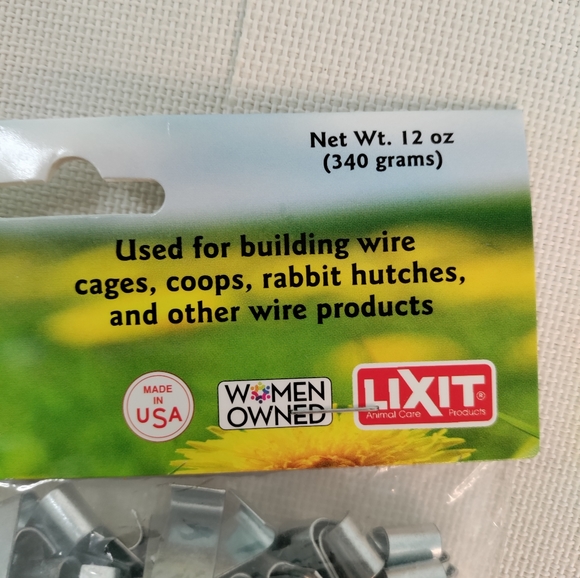 Net Wt. 12 oz
(340 grams)
Used for building wire
cages, coops, rabbit hutches,
and other wire products
MADE
IN
USA
WOMEN
OWNED
LIXIT®
Animal Care Products